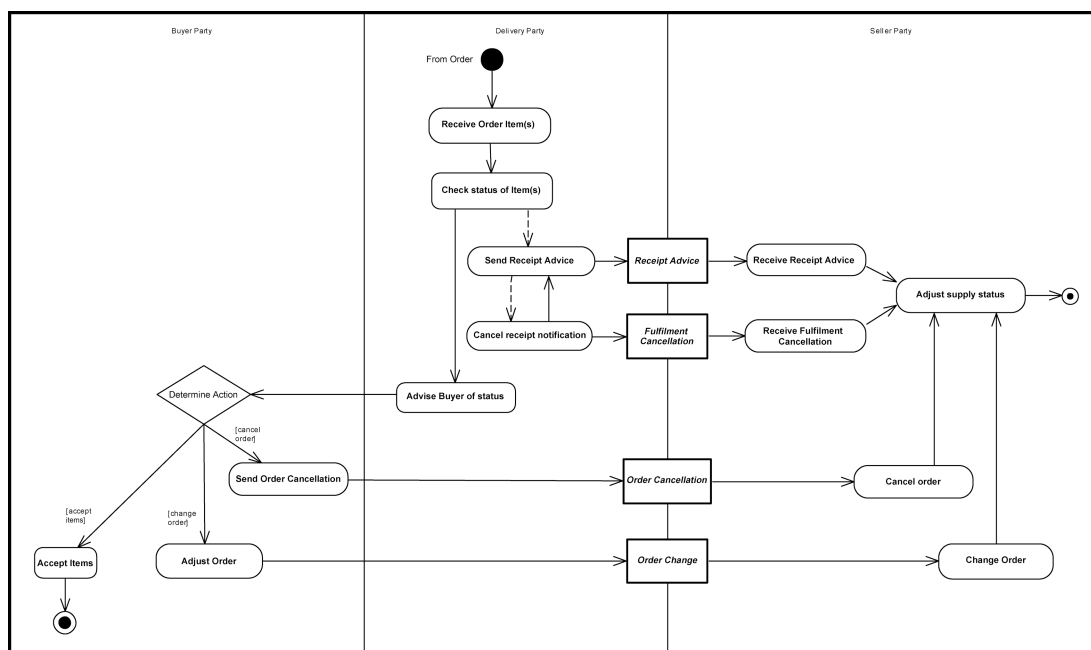 Buyer Party
Delivery Party
Seller Party
From Order
Receive Order Item(s)
Check status of Item(s)
Send Receipt Advice
Receipt Advice
Receive Receipt Advice
Adjust supply status
Cancel receipt notification
Fulfilment
Cancellation
Receive Fulfilment
Cancellation
Determine Action
Advise Buyer of status
[cancel
order]
Send Order Cancellation
Order Cancellation
Cancel order
[accept
items]
[change
order]
Accept Items
Adjust Order
Order Change
Change Order